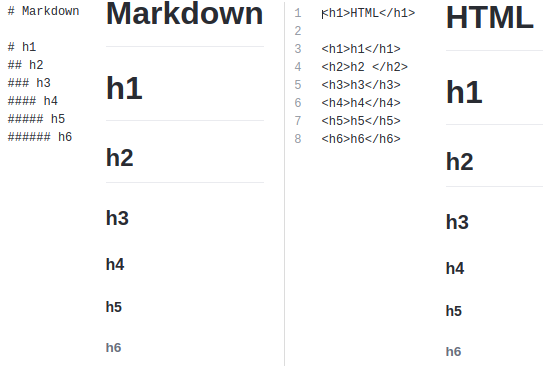 # Markdown
# h1
## h2
### h3
#### h4
##### h5
###### h6
Markdown
h1
h2
h3
h4
h5
h6
1 <h1>HTML</h1>
2
3 <h1>h1</h1>
4 <h2>h2 </h2>
5 <h3>h3</h3>
6 <h4>h4</h4>
7 <h5>h5</h5>
8 <h6>h6</h6>
HTML
h1
h2
h3
h4
h5
h6